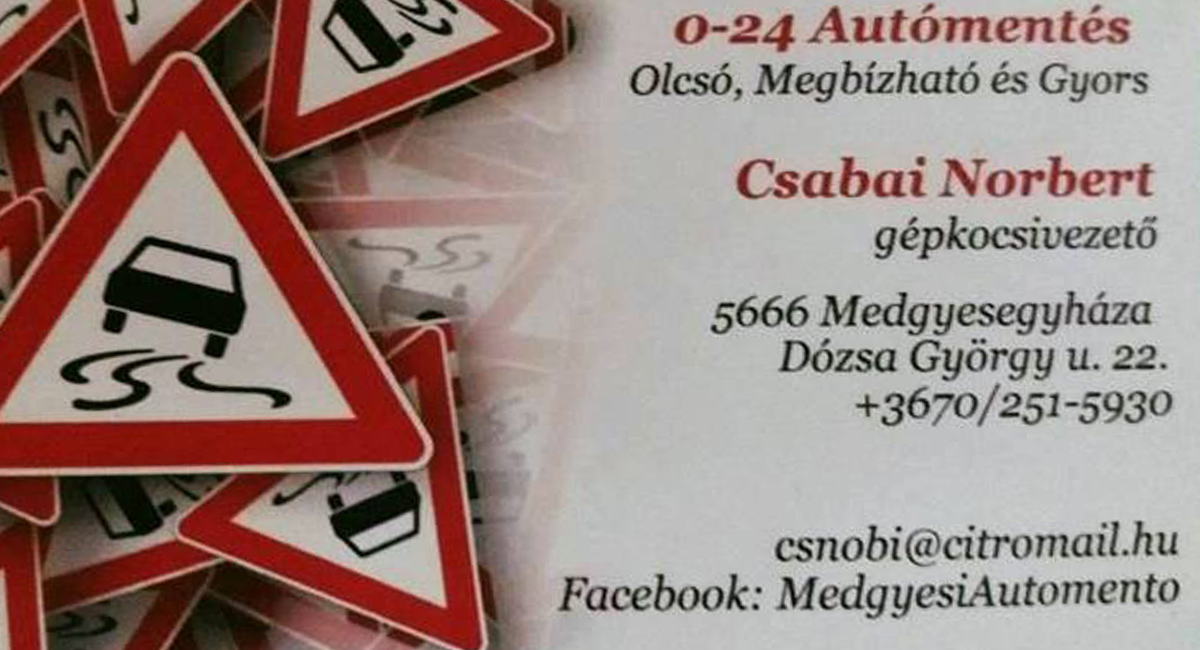 0-24 Autómentés
Olcsó, Megbízható és Gyors
Csabai Norbert
gépkocsivezető
5666 Medgyesegyháza
Dózsa György u. 22.
+3670/251-5930
csnobi@citromail.hu
Facebook: MedgyesiAutomento